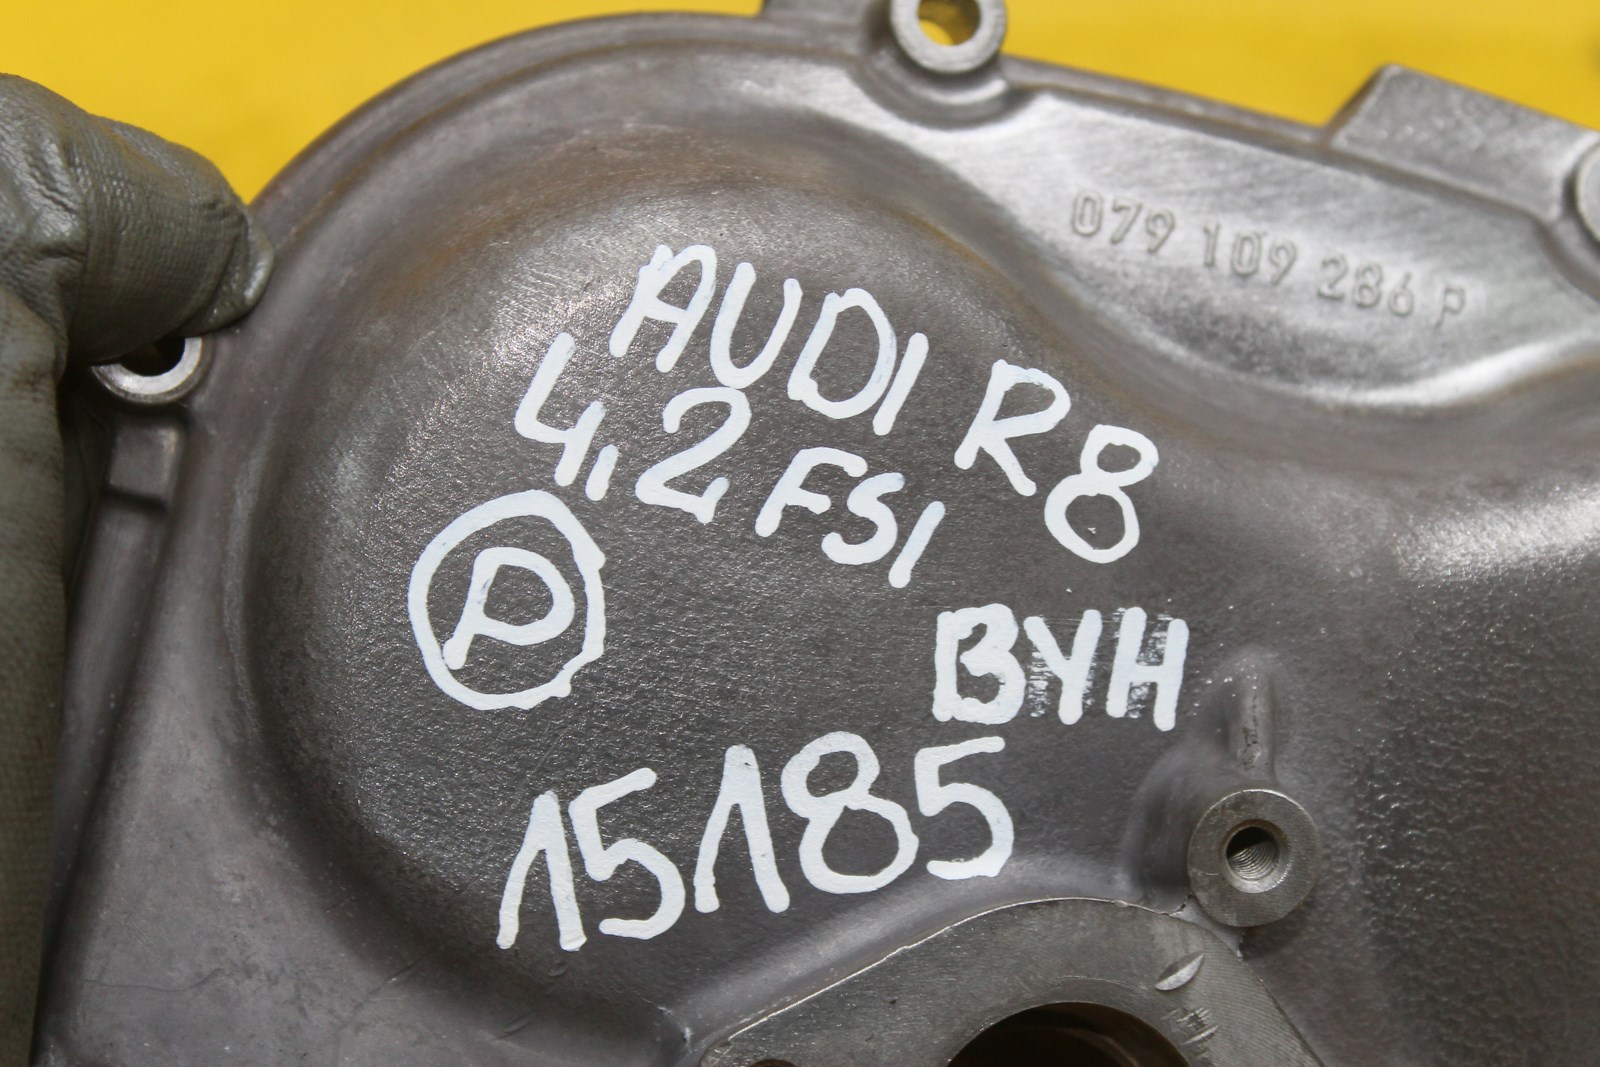 079 109 286 P
AUDI R8
4,2 FSI
P
BYH
15185